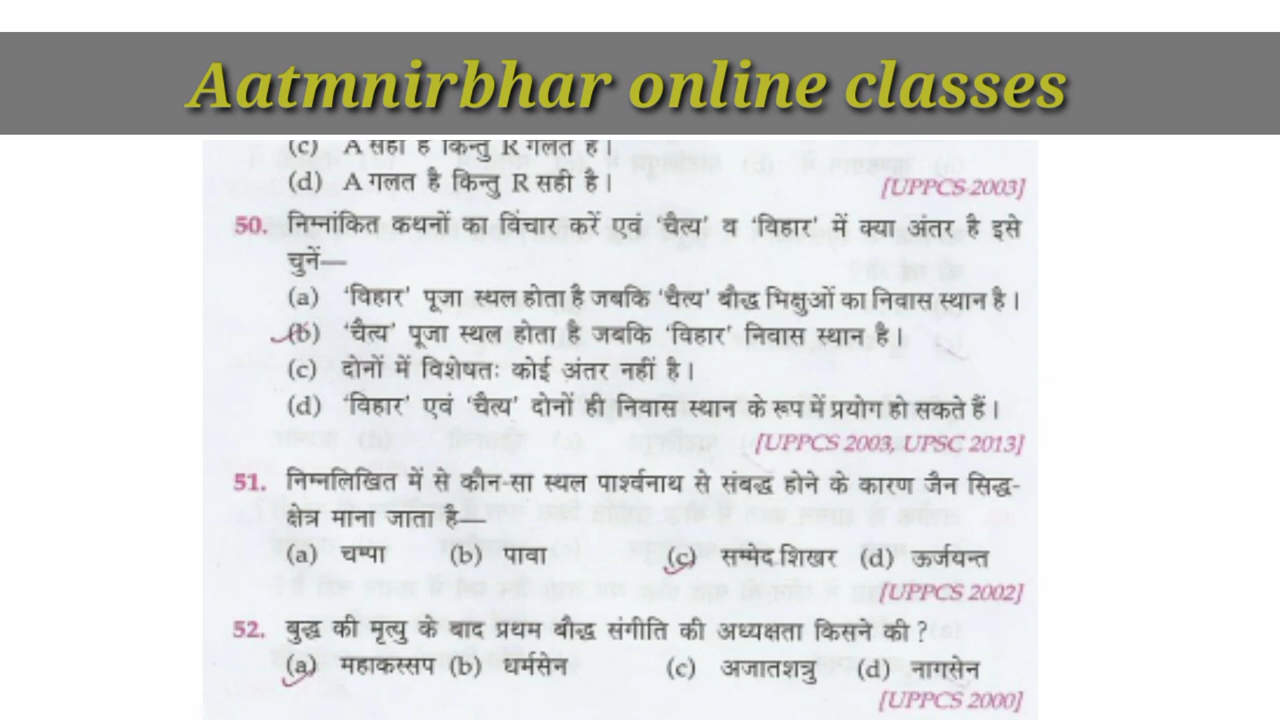 Aatmnirbhar online classes
(c) A सही है किन्तु R गलत है।
(d) A गलत है किन्तु R सही है।
[UPPCS-2003]
50. निम्नांकित कथनों का विचार करें एवं ‘चैत्य’ व ‘विहार’ में क्या अंतर है इसे
चुनें—
(a) ‘विहार’ पूजा स्थल होता है जबकि ‘चैत्य’ बौद्ध भिक्षुओं का निवास स्थान है।
(b) ‘चैत्य’ पूजा स्थल होता है जबकि ‘विहार’ निवास स्थान है।
(c) दोनों में विशेषतः कोई अंतर नहीं है।
(d) ‘विहार’ एवं ‘चैत्य’ दोनों ही निवास स्थान के रूप में प्रयोग हो सकते हैं।
[UPPCS 2003, UPSC 2013]
51. निम्नलिखित में से कौन-सा स्थल पार्श्वनाथ से संबद्ध होने के कारण जैन सिद्ध-
क्षेत्र माना जाता है—
(a) चम्पा (b) पावा (c) सम्मेद शिखर (d) ऊर्जयन्त
[UPPCS 2002]
52. बुद्ध की मृत्यु के बाद प्रथम बौद्ध संगीति की अध्यक्षता किसने की ?
(a) महाकस्सप (b) धर्मसेन (c) अजातशत्रु (d) नागसेन
[UPPCS 2000]